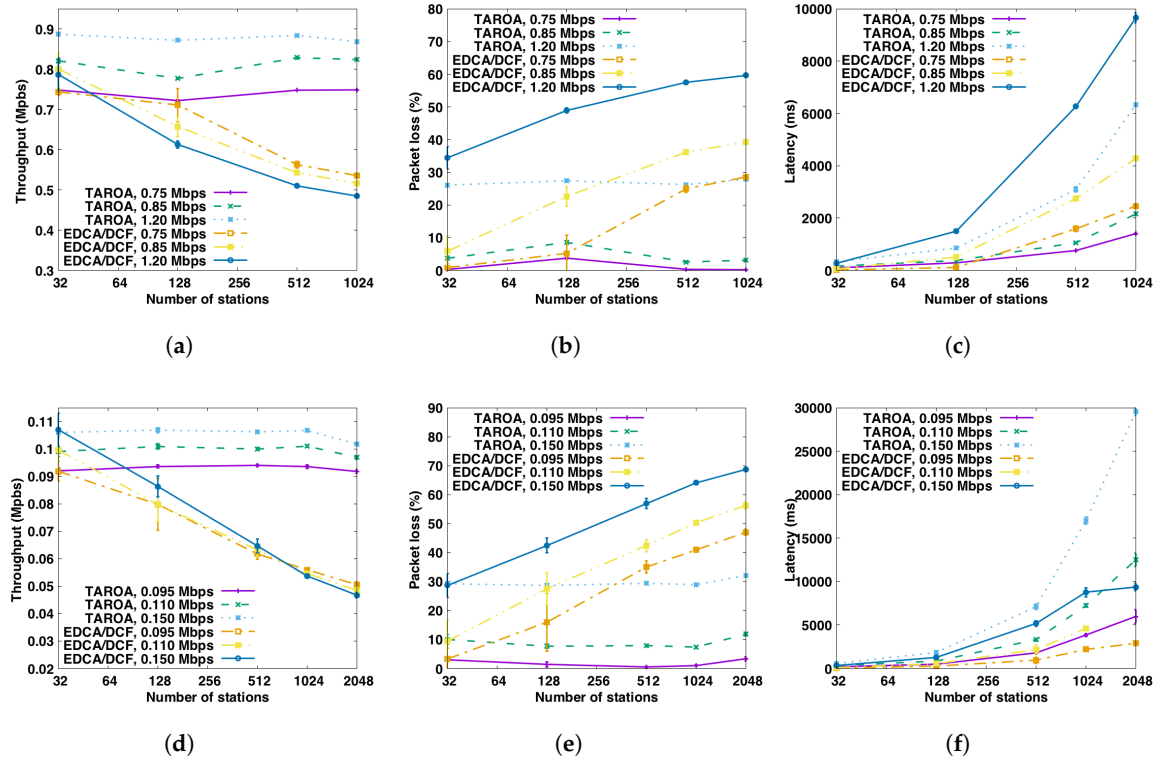 TAROA, 0.75 Mbps
TAROA, 0.85 Mbps
TAROA, 1.20 Mbps
EDCA/DCF, 0.75 Mbps
EDCA/DCF, 0.85 Mbps
EDCA/DCF, 1.20 Mbps
0.9
0.8
0.7
0.6
0.5
0.4
0.3
Throughput (Mpbs)
32
64
128
256
512
1024
Number of stations
(a)
TAROA, 0.75 Mbps
TAROA, 0.85 Mbps
TAROA, 1.20 Mbps
EDCA/DCF, 0.75 Mbps
EDCA/DCF, 0.85 Mbps
EDCA/DCF, 1.20 Mbps
80
70
60
50
40
30
20
10
0
Packet loss (%)
32
64
128
256
512
1024
Number of stations
(b)
TAROA, 0.75 Mbps
TAROA, 0.85 Mbps
TAROA, 1.20 Mbps
EDCA/DCF, 0.75 Mbps
EDCA/DCF, 0.85 Mbps
EDCA/DCF, 1.20 Mbps
10000
8000
6000
4000
2000
0
Latency (ms)
32
64
128
256
512
1024
Number of stations
(c)
TAROA, 0.095 Mbps
TAROA, 0.110 Mbps
TAROA, 0.150 Mbps
EDCA/DCF, 0.095 Mbps
EDCA/DCF, 0.110 Mbps
EDCA/DCF, 0.150 Mbps
0.11
0.1
0.09
0.08
0.07
0.06
0.05
0.04
0.03
0.02
Throughput (Mpbs)
32
64
128
256
512
1024
2048
Number of stations
(d)
TAROA, 0.095 Mbps
TAROA, 0.110 Mbps
TAROA, 0.150 Mbps
EDCA/DCF, 0.095 Mbps
EDCA/DCF, 0.110 Mbps
EDCA/DCF, 0.150 Mbps
90
80
70
60
50
40
30
20
10
0
Packet loss (%)
32
64
128
256
512
1024
2048
Number of stations
(e)
TAROA, 0.095 Mbps
TAROA, 0.110 Mbps
TAROA, 0.150 Mbps
EDCA/DCF, 0.095 Mbps
EDCA/DCF, 0.110 Mbps
EDCA/DCF, 0.150 Mbps
30000
25000
20000
15000
10000
5000
0
Latency (ms)
32
64
128
256
512
1024
2048
Number of stations
(f)